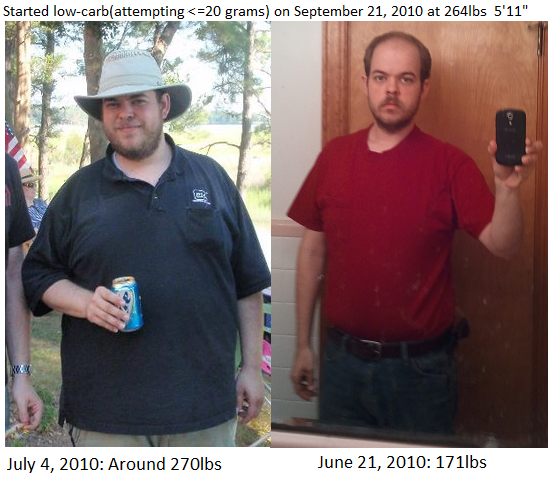 Started low-carb(attempting <=20 grams) on September 21, 2010 at 264lbs  5'11"
July 4, 2010: Around 270lbs
June 21, 2010: 171lbs